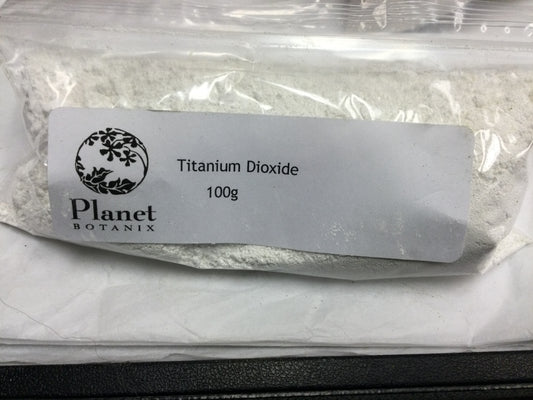 Titanium Dioxide
100g
Planet
BOTANIX